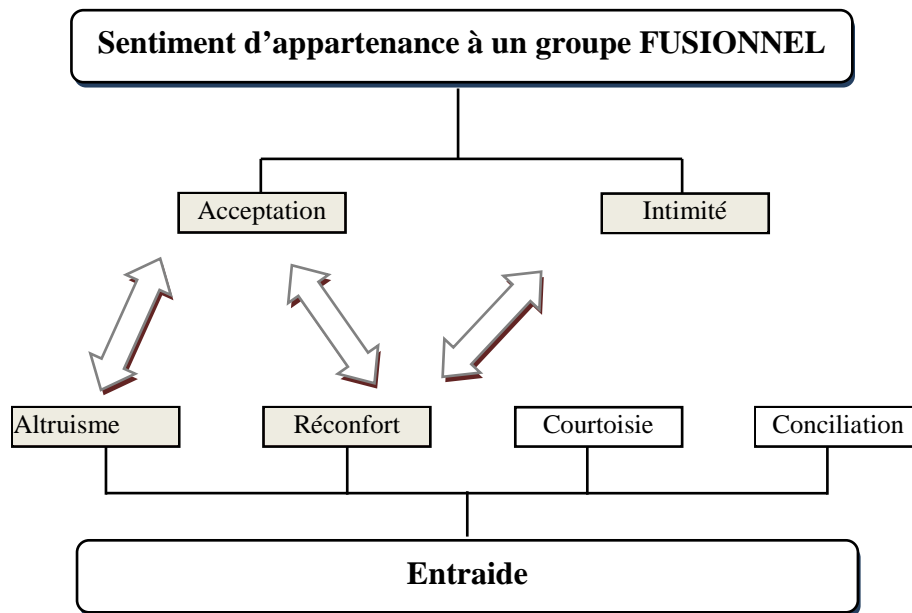 Sentiment d’appartenance à un groupe FUSIONNEL
Acceptation
Intimité
Altruisme
Réconfort
Courtoisie
Conciliation
Entraide